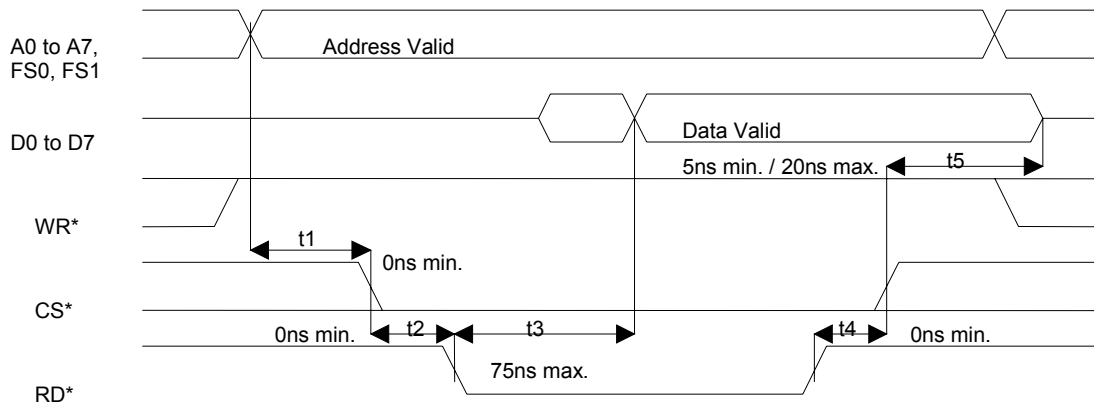 A0 to A7,
FS0, FS1
Address Valid
D0 to D7
Data Valid
5ns min. / 20ns max.
t5
WR*
t1
0ns min.
CS*
0ns min.
t2
t3
t4
0ns min.
75ns max.
RD*